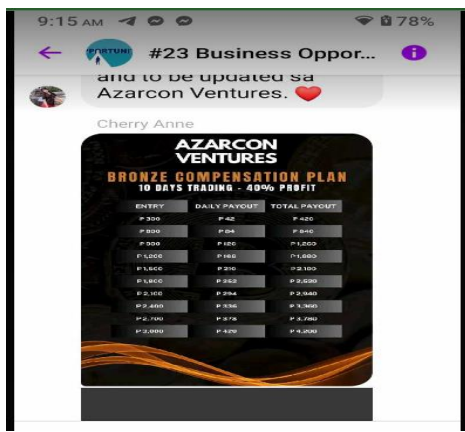 9:15 AM 78%
#23 Business Oppor...
PORTUNI
and to be updated sa
Azarcon Ventures. ❤️
Cherry Anne
AZARCON
VENTURES
BRONZE COMPENSATION PLAN
10 DAYS TRADING - 40% PROFIT
ENTRY DAILY PAYOUT TOTAL PAYOUT
P 300 P 42 P 420
P 600 P 84 P 840
P 900 P 126 P 1,260
P 1,200 P 168 P 1,680
P 1,500 P 210 P 2,100
P 1,800 P 252 P 2,520
P 2,100 P 294 P 2,940
P 2,400 P 336 P 3,360
P 2,700 P 378 P 3,780
P 3,000 P 420 P 4,200